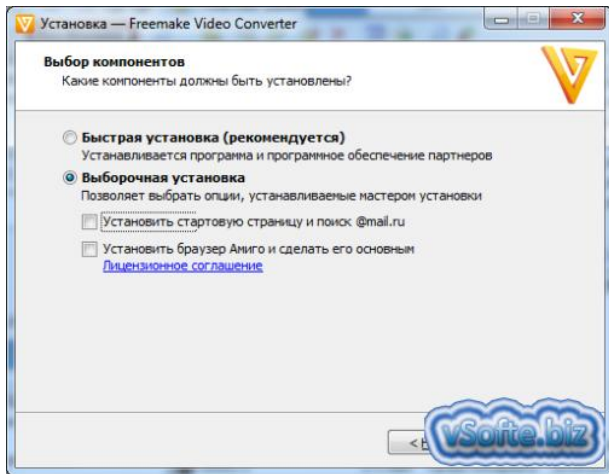 Установка — Freemake Video Converter
Выбор компонентов
Какие компоненты должны быть установлены?
Быстрая установка (рекомендуется)
Устанавливается программа и программное обеспечение партнеров
Выборочная установка
Позволяет выбрать опции, устанавливаемые мастером установки
Установить стартовую страницу и поиск @mail.ru
Установить браузер Амиго и сделать его основным
Лицензионное соглашение
vSofte.biz